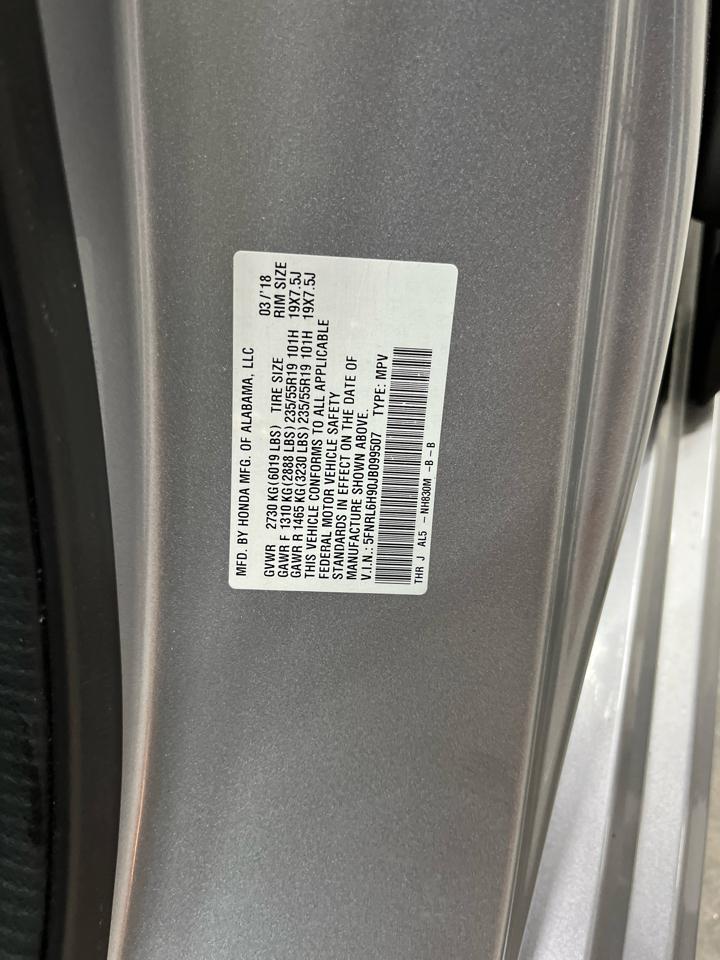 MFD. BY HONDA MFG. OF ALABAMA, LLC 03/'18
GVWR 2730 KG (6019 LBS) TIRE SIZE RIM SIZE
GAWR F 1310 KG (2888 LBS) 235/55R19 101H 19X7.5J
GAWR R 1465 KG (3230 LBS) 235/55R19 101H 19X7.5J
THIS VEHICLE CONFORMS TO ALL APPLICABLE
FEDERAL MOTOR VEHICLE SAFETY
STANDARDS IN EFFECT ON THE DATE OF
MANUFACTURE SHOWN ABOVE.
V.I.N.: 5FNRL6H90JB099507 TYPE: MPV
THR J AL5 - NH830M -B - B